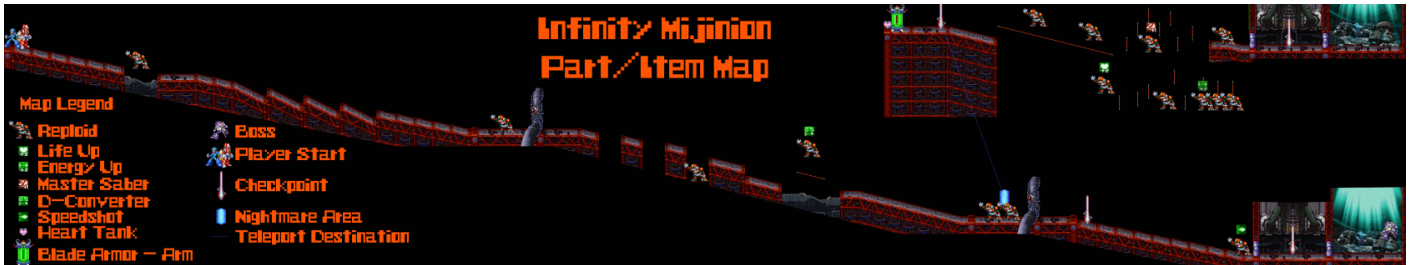 Infinity Mijinion
Part/Item Map
Map Legend
Reploid
Life Up
Energy Up
Master Saber
D-Converter
Speedshot
Heart Tank
Blade Armor - Arm
Boss
Player Start
Checkpoint
Nightmare Area
Teleport Destination